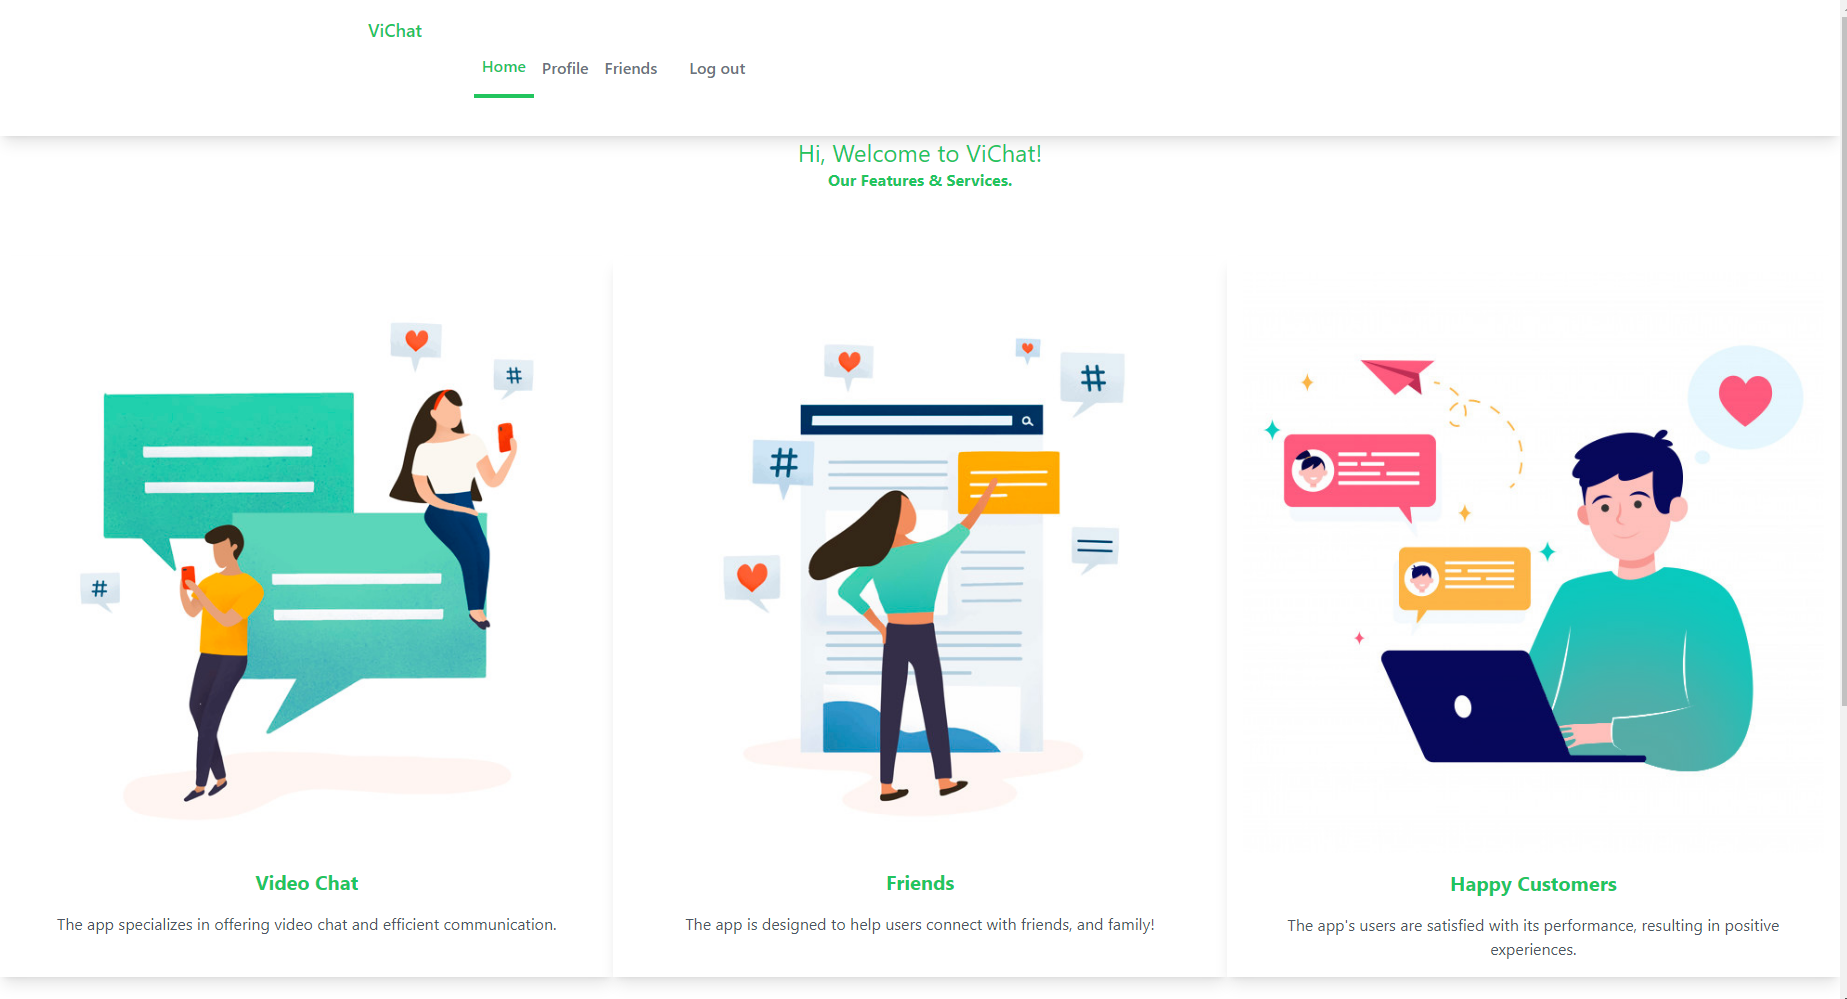 ViChat
Home Profile Friends Log out
Hi, Welcome to ViChat!
Our Features & Services.
Video Chat
The app specializes in offering video chat and efficient communication.
Friends
The app is designed to help users connect with friends, and family!
Happy Customers
The app's users are satisfied with its performance, resulting in positive
experiences.